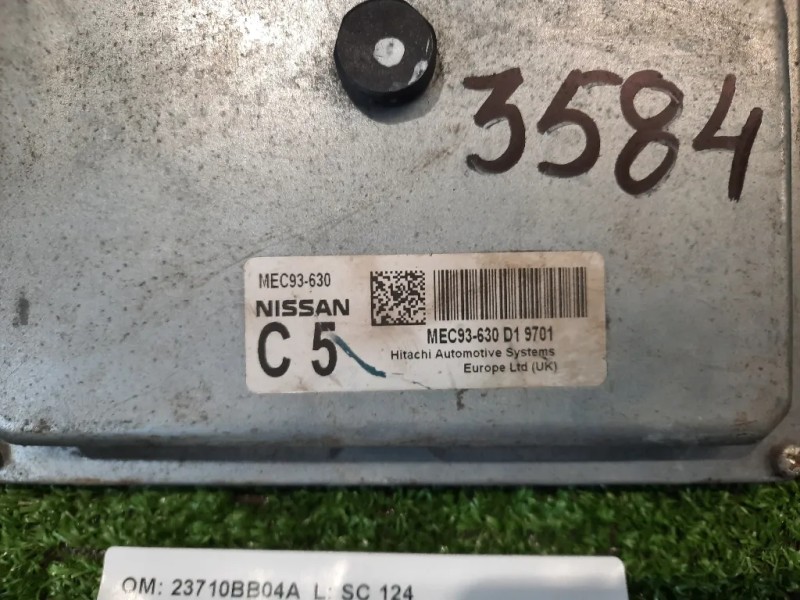 3584
MEC93-630
NISSAN
C 5
MEC93-630 D1 9701
Hitachi Automotive Systems
Europe Ltd (UK)
OM: 23710BB04A L: SC 124